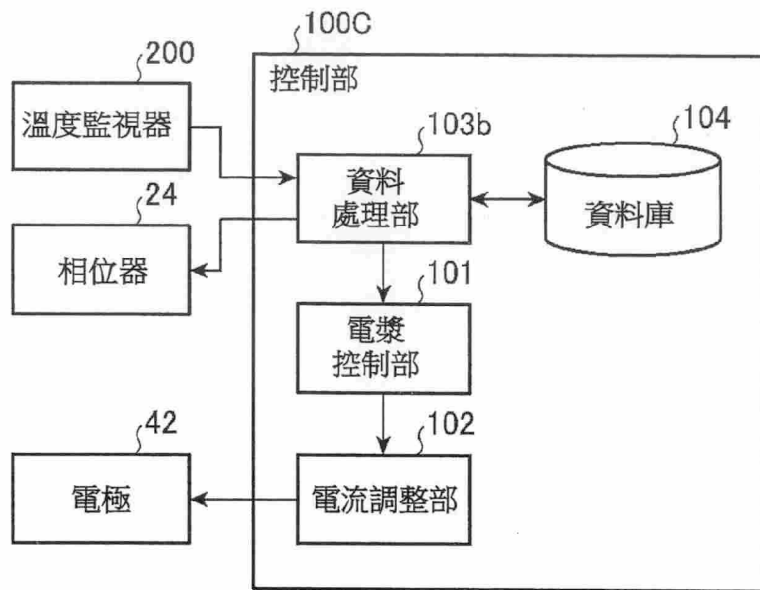 100C
控制部
200
溫度監視器
103b
資料
處理部
104
資料庫
24
相位器
101
電漿
控制部
42
電極
102
電流調整部